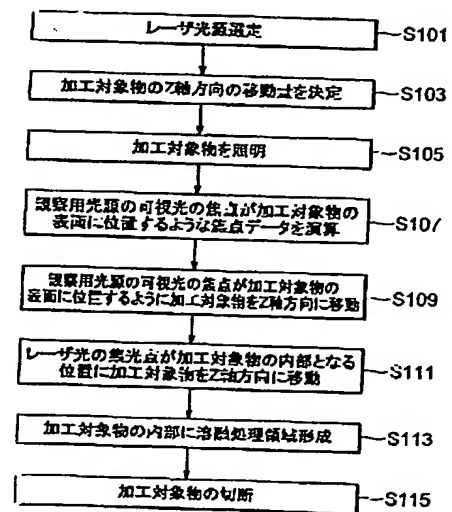 レーザ光源選定
S101
加工対象物のZ軸方向の移動量を決定
S103
加工対象物を照明
S105
観察用光源の可視光の焦点が加工対象物の
表面に位置するような焦点データを演算
S107
観察用光源の可視光の焦点が加工対象物の
表面に位置するように加工対象物をZ軸方向に移動
S109
レーザ光の集光点が加工対象物の内部となる
位置に加工対象物をZ軸方向に移動
S111
加工対象物の内部に溶融処理領域形成
S113
加工対象物の切断
S115